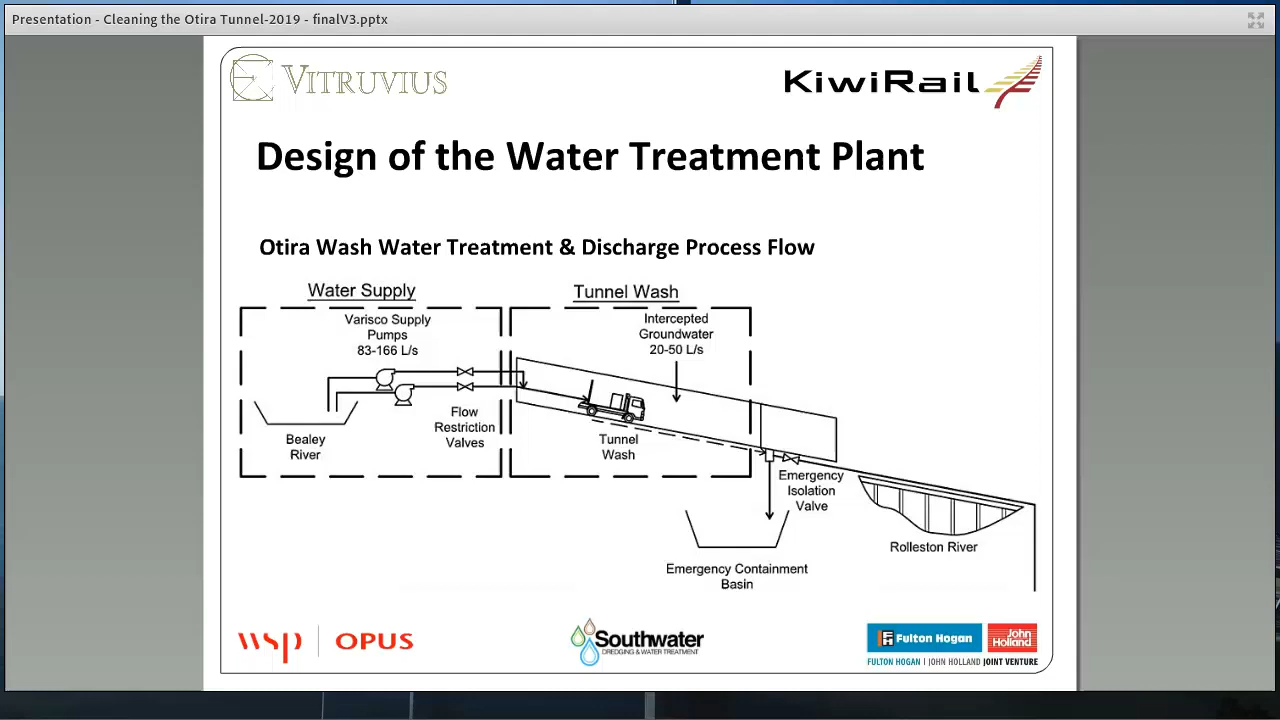 Presentation - Cleaning the Otira Tunnel-2019 - finalV3.pptx
VITRUVIUS
KiwiRail
Design of the Water Treatment Plant
Otira Wash Water Treatment & Discharge Process Flow
Water Supply
Varisco Supply
Pumps
83-166 L/s
Flow
Restriction
Valves
Bealey
River
Tunnel Wash
Intercepted
Groundwater
20-50 L/s
Tunnel
Wash
Emergency
Isolation
Valve
Emergency Containment
Basin
Rolleston River
wsp OPUS
Southwater
DREDGING & WATER TREATMENT
Fulton Hogan
John
Holland
FULTON HOGAN | JOHN HOLLAND JOINT VENTURE